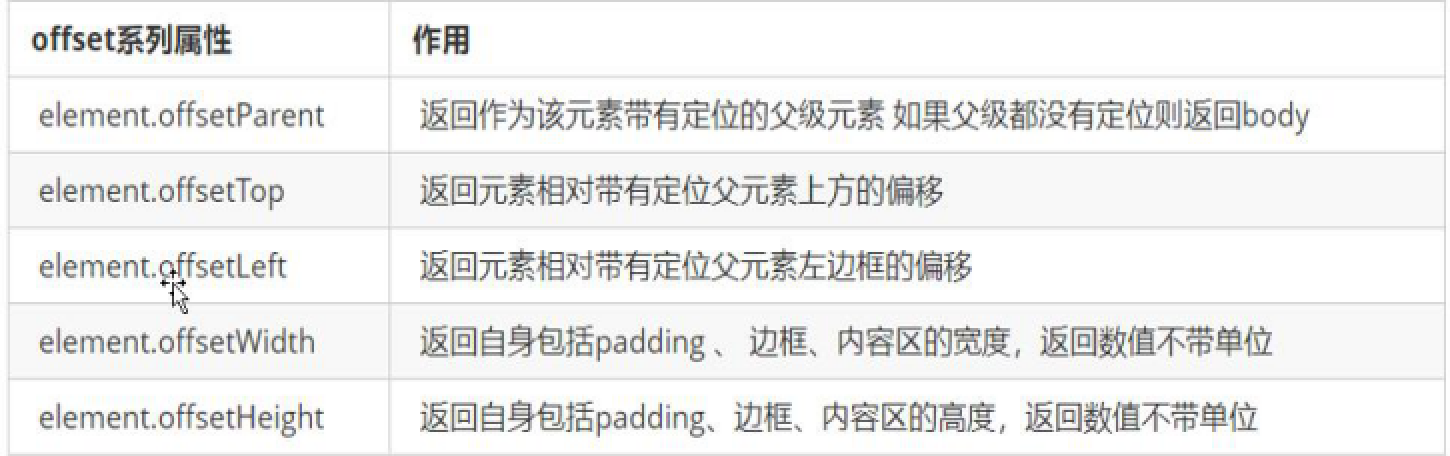 offset系列属性 作用
element.offsetParent 返回作为该元素带有定位的父级元素 如果父级都没有定位则返回body
element.offsetTop 返回元素相对带有定位父元素上方的偏移
element.offsetLeft 返回元素相对带有定位父元素左边框的偏移
element.offsetWidth 返回自身包括padding 、 边框、内容区的宽度，返回数值不带单位
element.offsetHeight 返回自身包括padding、边框、内容区的高度，返回数值不带单位